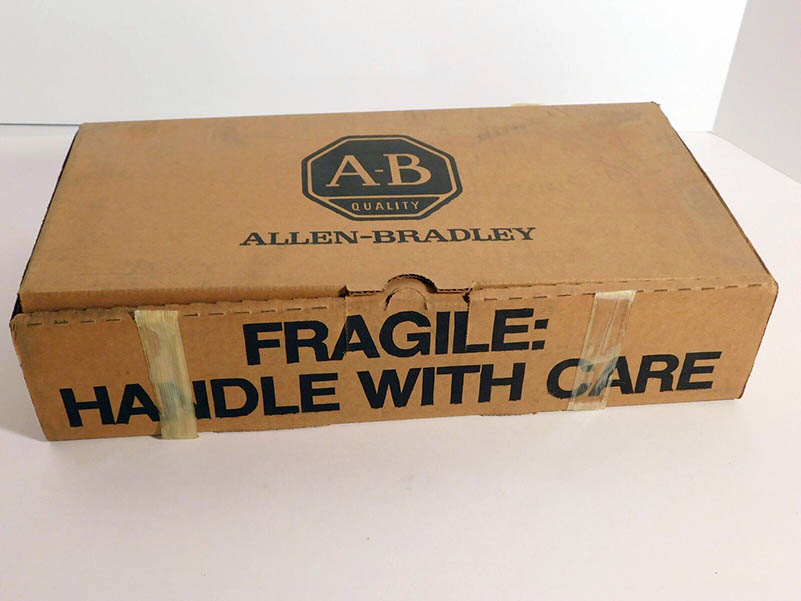 A-B
QUALITY
ALLEN-BRADLEY
FRAGILE:
HANDLE WITH CARE